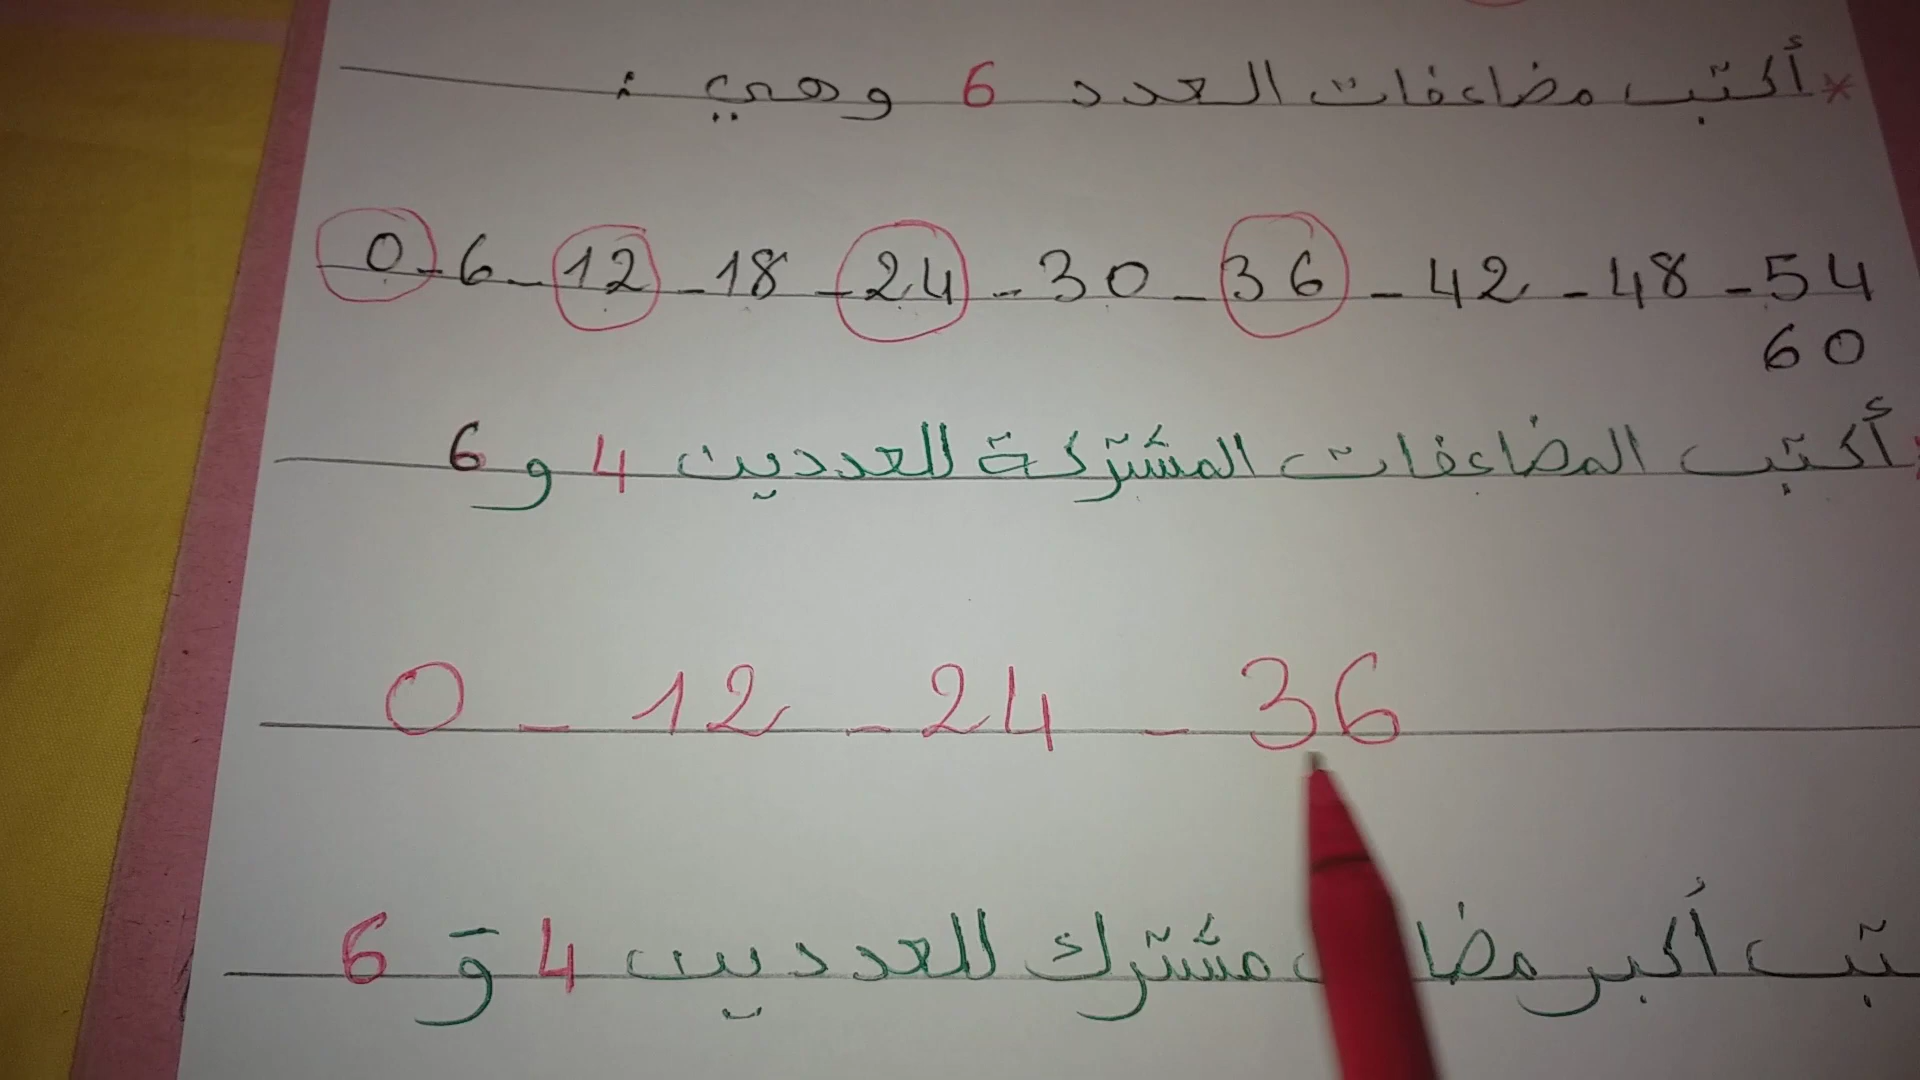 * أكتب مضاعفات العدد 6 وهي :
0 - 6 - 12 - 18 - 24 - 30 - 36 - 42 - 48 - 54
60
أكتب المضاعفات المشتركة للعددين 4 و 6
0 - 12 - 24 - 36
أكبر مشترك للعددين 4 و 6